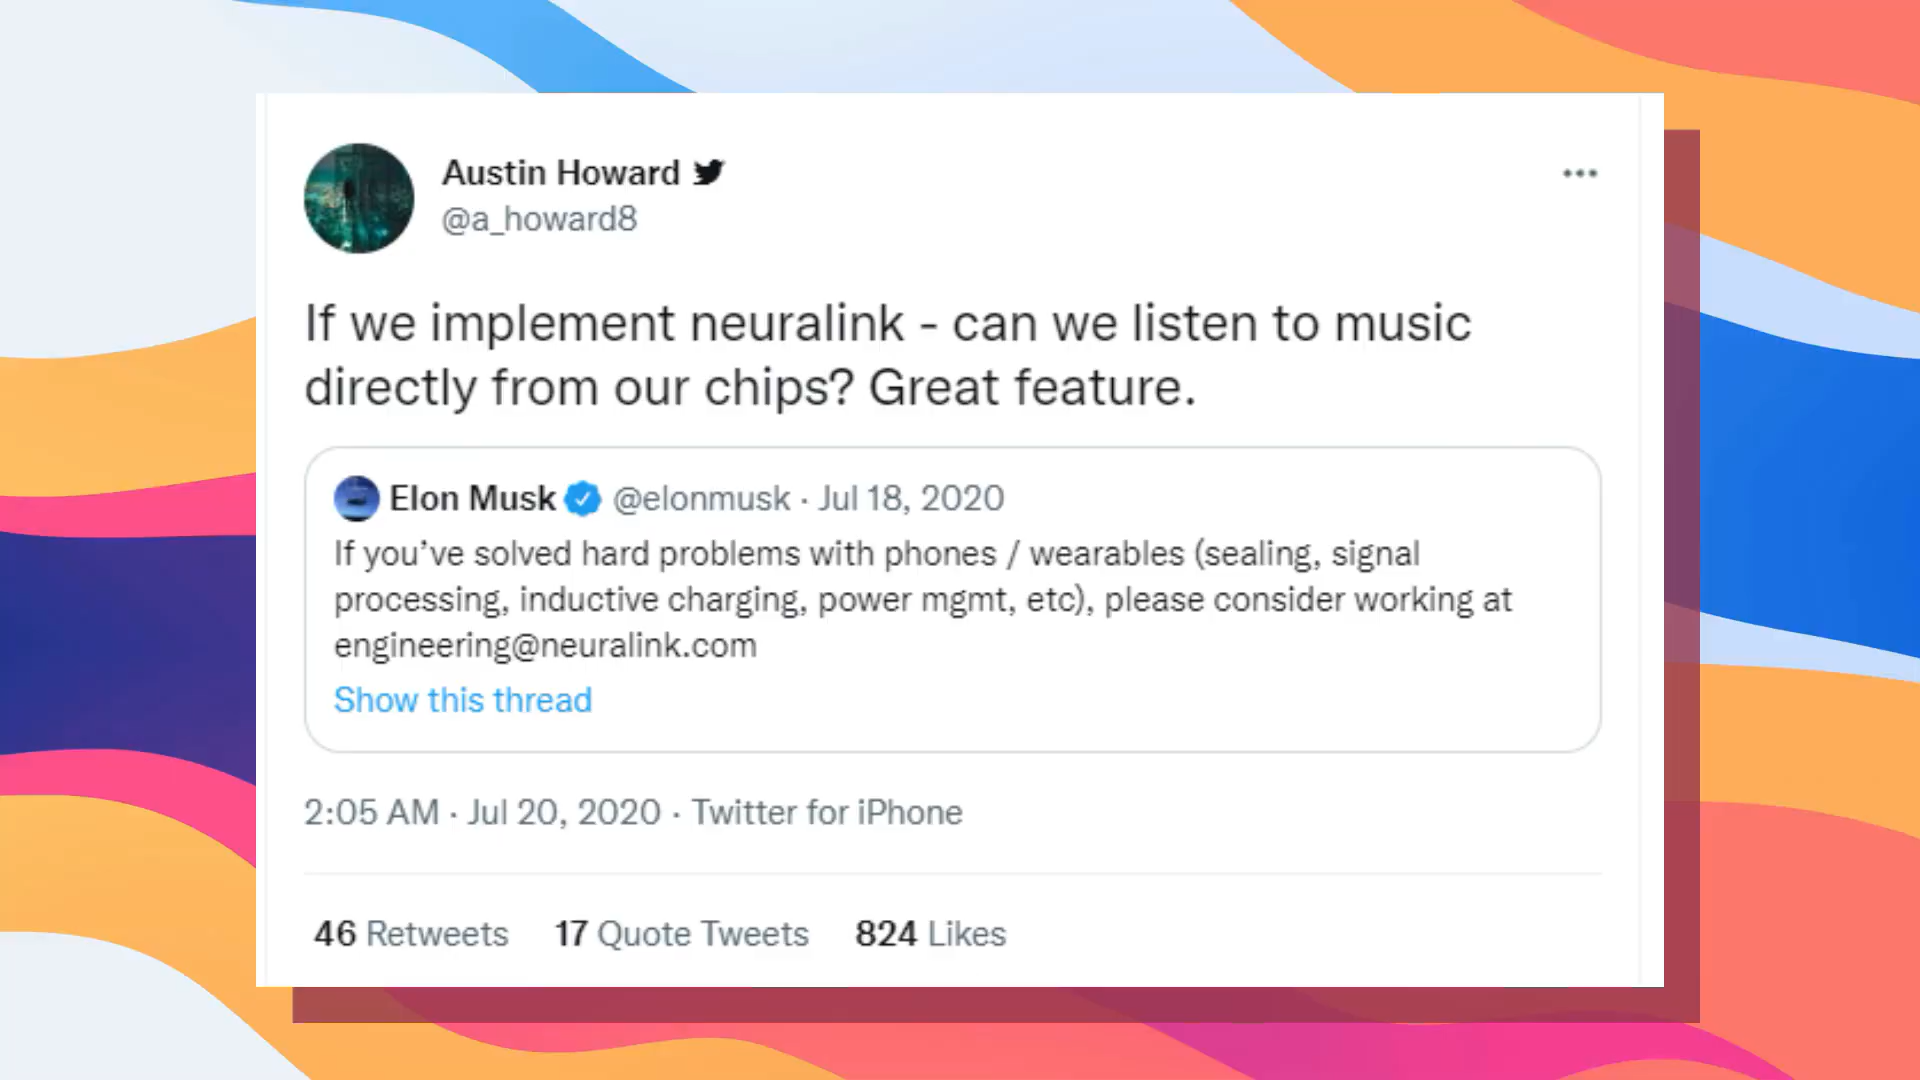 Austin Howard
@a_howard8
If we implement neuralink - can we listen to music
directly from our chips? Great feature.
Elon Musk @elonmusk · Jul 18, 2020
If you’ve solved hard problems with phones / wearables (sealing, signal
processing, inductive charging, power mgmt, etc), please consider working at
engineering@neuralink.com
Show this thread
2:05 AM · Jul 20, 2020 · Twitter for iPhone
46 Retweets 17 Quote Tweets 824 Likes